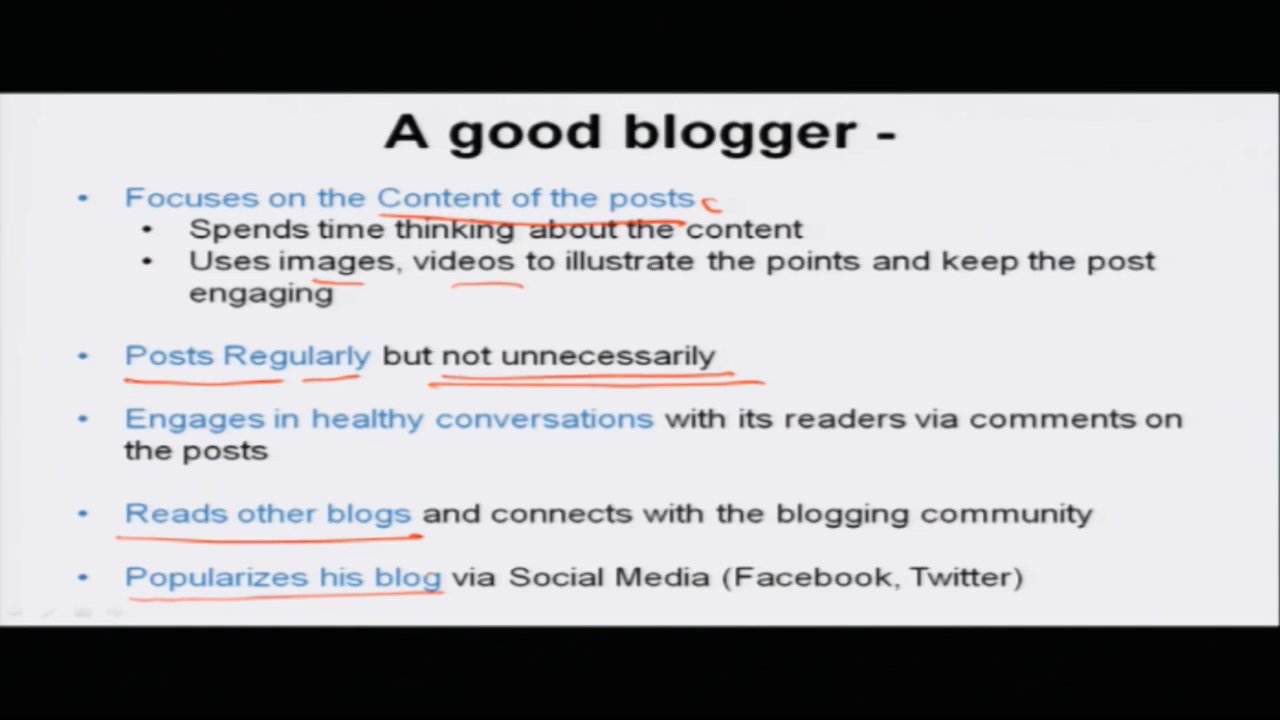 A good blogger -
• Focuses on the Content of the posts
• Spends time thinking about the content
• Uses images, videos to illustrate the points and keep the post
engaging
• Posts Regularly but not unnecessarily
• Engages in healthy conversations with its readers via comments on
the posts
• Reads other blogs and connects with the blogging community
• Popularizes his blog via Social Media (Facebook, Twitter)